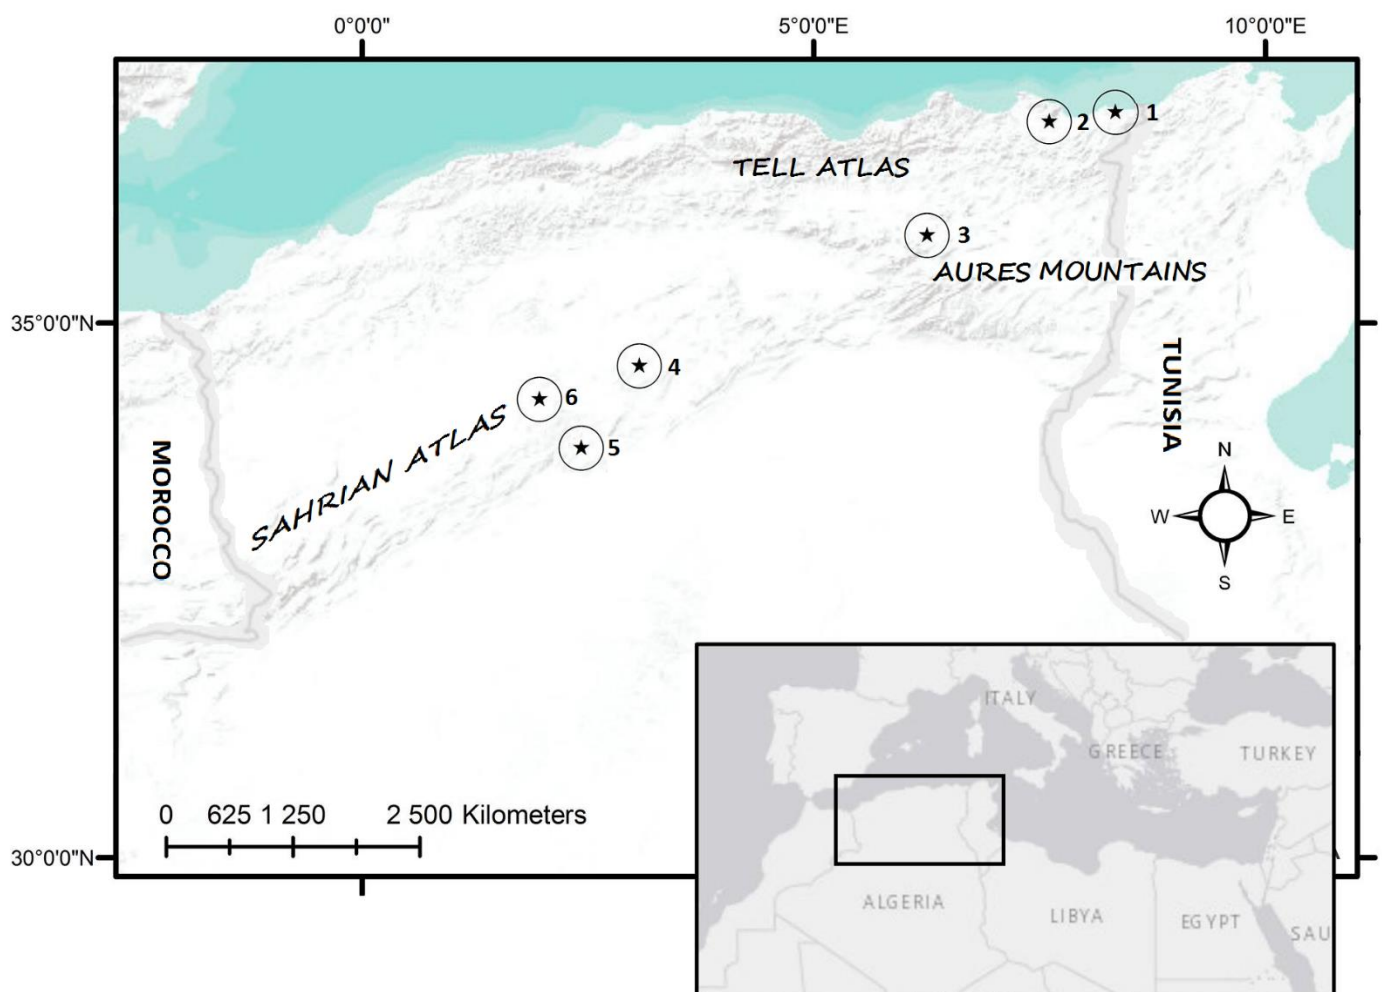 0°0'0" 5°0'0"E 10°0'0"E
1
2
TELL ATLAS
3
AURES MOUNTAINS
35°0'0"N
TUNISIA
4
6
SAHRIAN ATLAS
5
MOROCCO
N
W E
S
ITALY
GREECE
TURKEY
0 625 1 250 2 500 Kilometers
30°0'0"N
ALGERIA
LIBYA
EGYPT
SAU